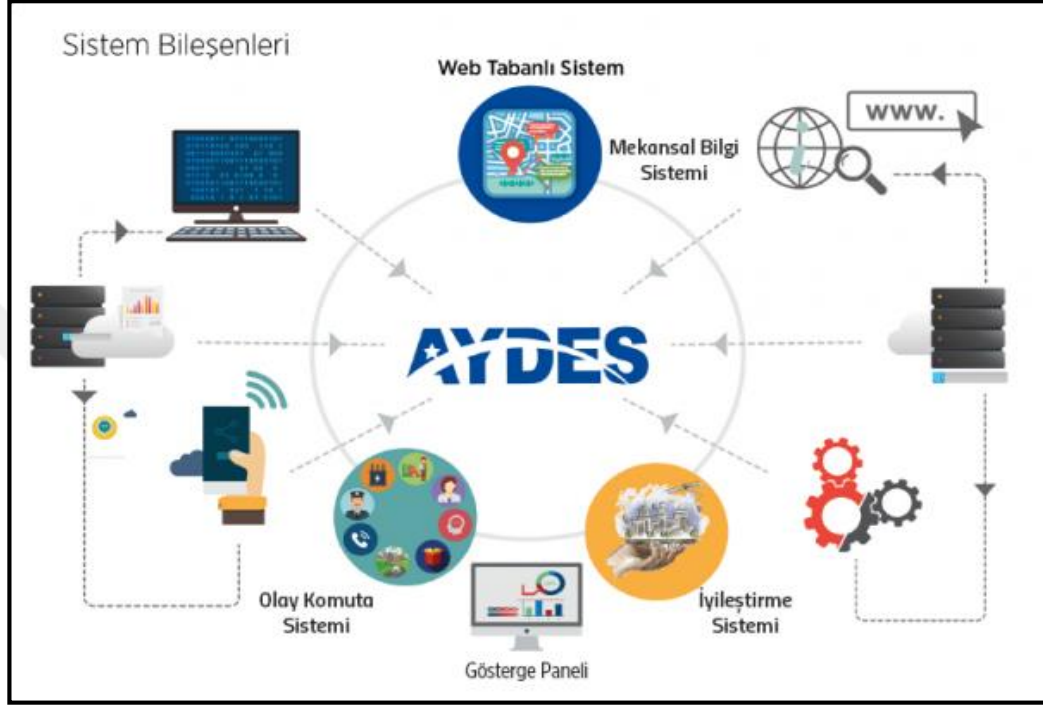 Sistem Bileşenleri
Web Tabanlı Sistem
Mekansal Bilgi
Sistemi
www.
AYDES
Olay Komuta
Sistemi
İyileştirme
Sistemi
Gösterge Paneli